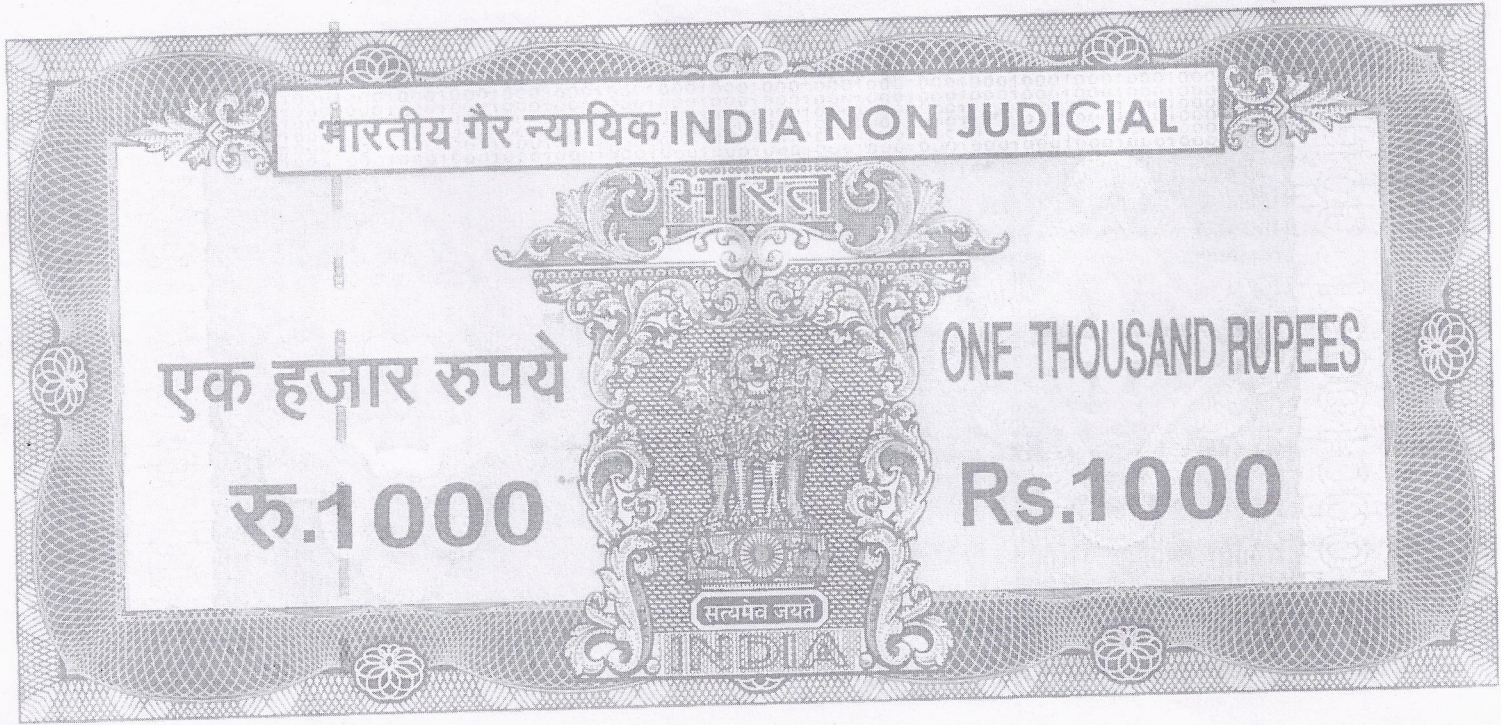 भारतीय गैर न्यायिक INDIA NON JUDICIAL
भारत
एक हजार रुपये
ONE THOUSAND RUPEES
रु.1000
Rs.1000
सत्यमेव जयते
INDIA